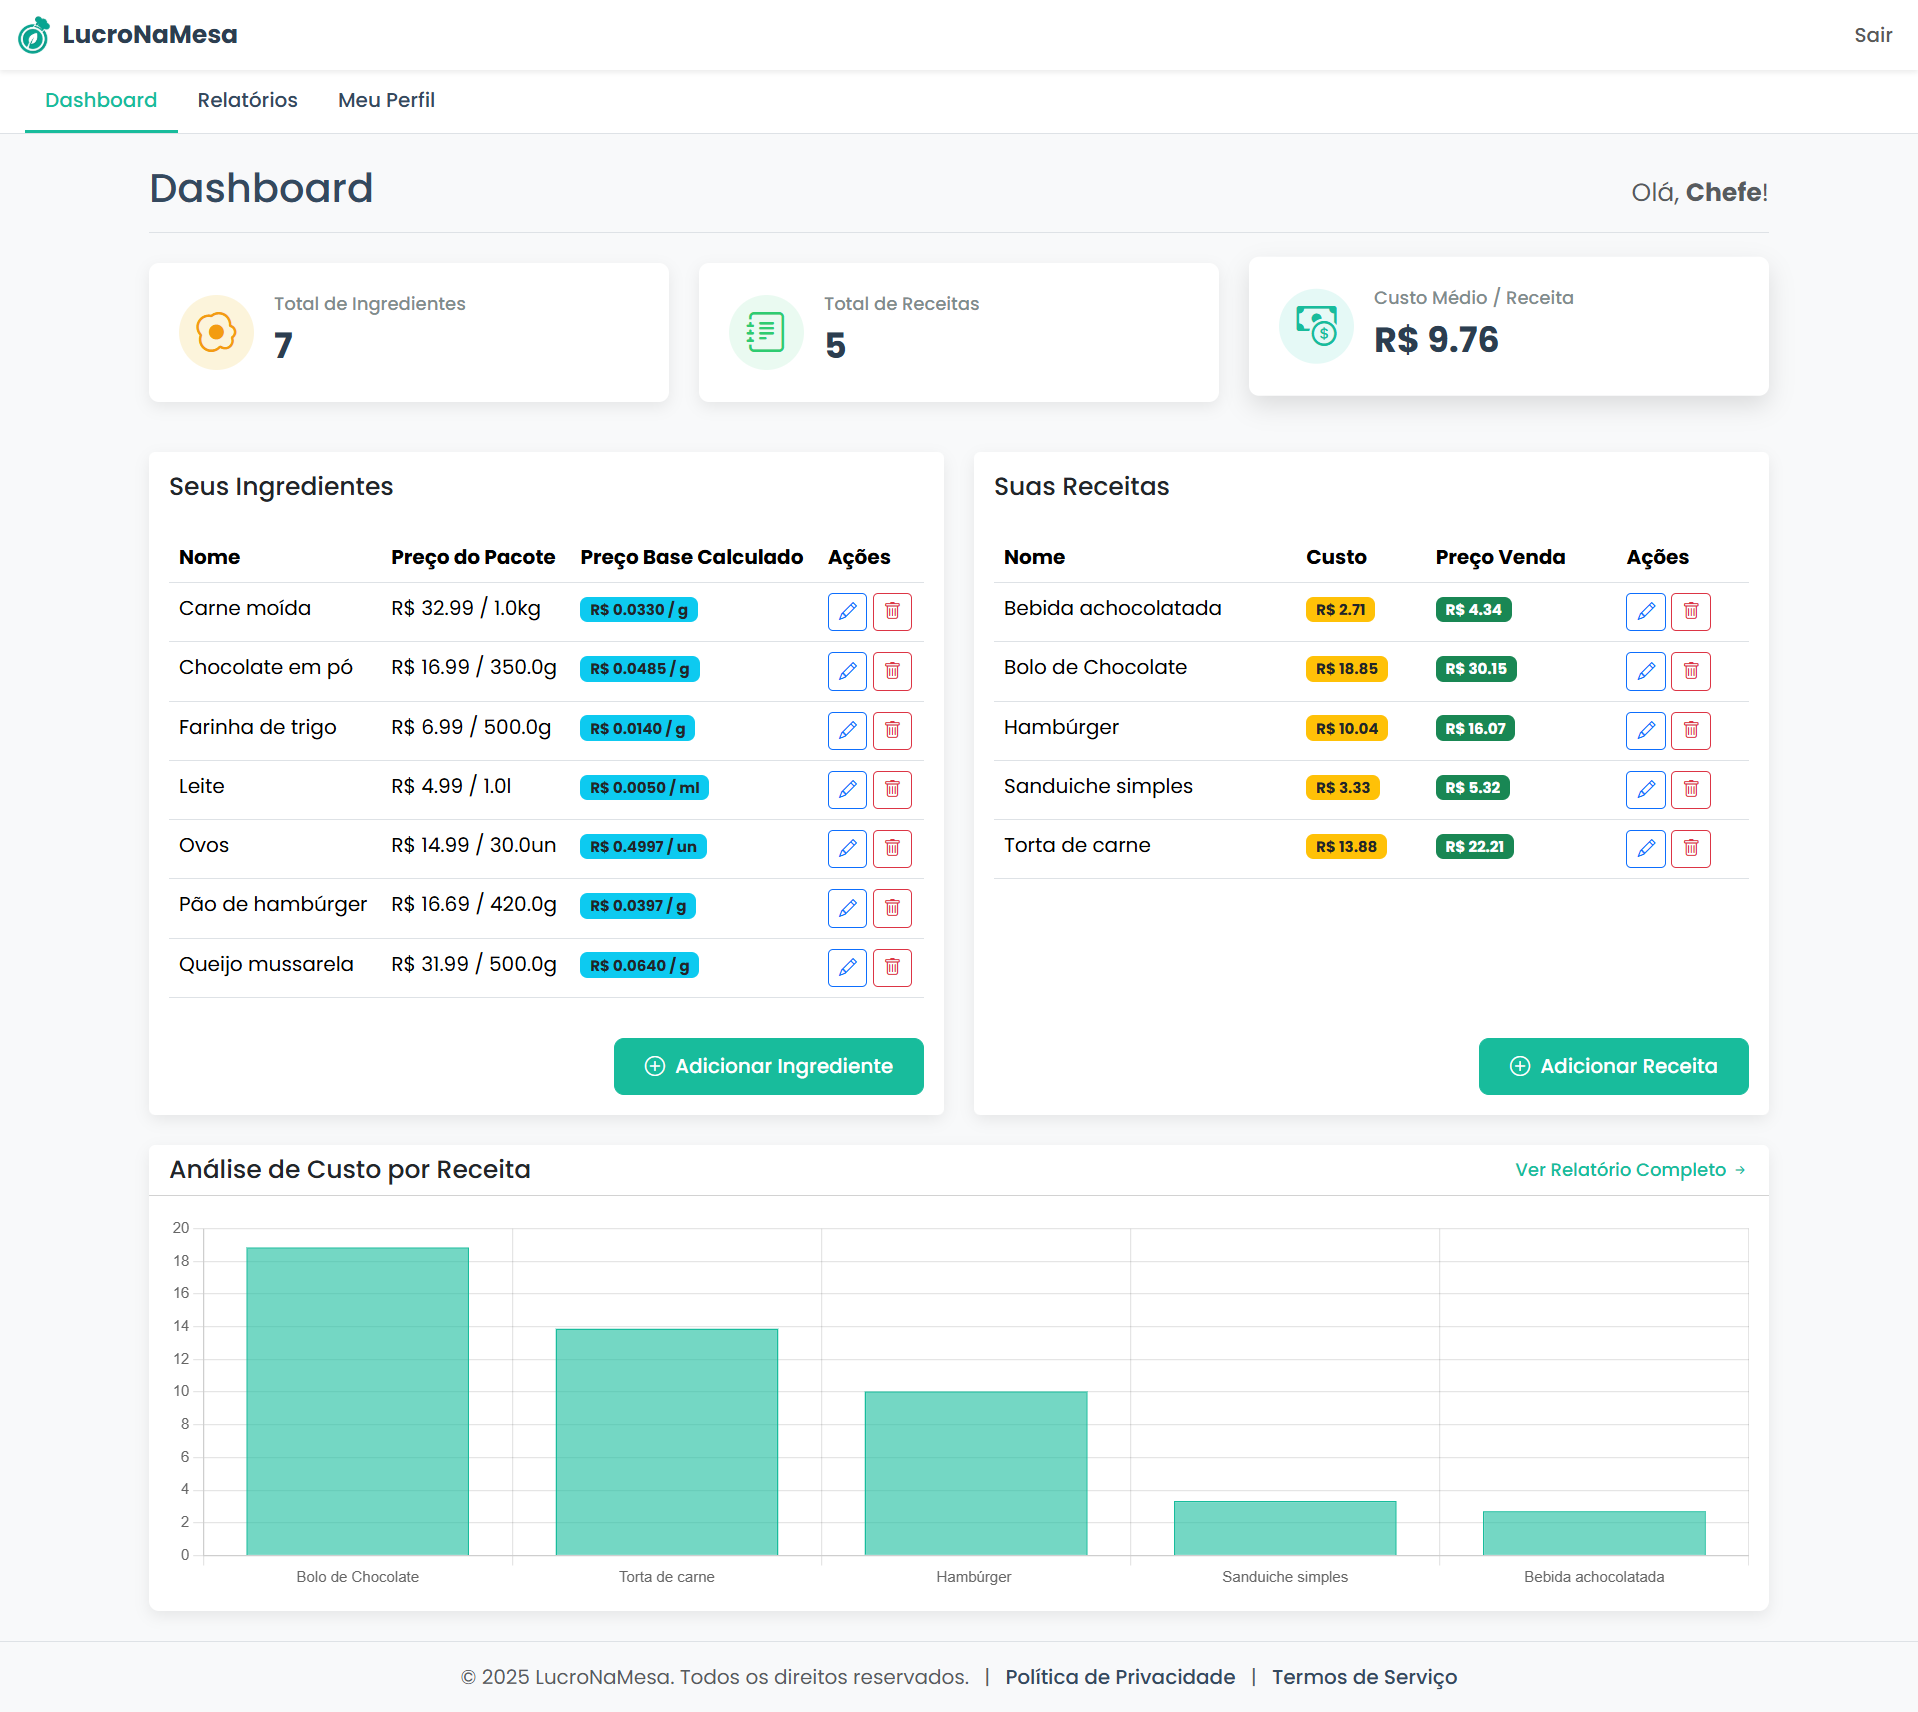 LucroNaMesa
Sair
Dashboard Relatórios Meu Perfil
Dashboard
Olá, Chefe!
Total de Ingredientes
7
Total de Receitas
5
Custo Médio / Receita
R$ 9.76
Seus Ingredientes
Nome Preço do Pacote Preço Base Calculado Ações
Carne moída R$ 32.99 / 1.0kg R$ 0.0330 / g
Chocolate em pó R$ 16.99 / 350.0g R$ 0.0485 / g
Farinha de trigo R$ 6.99 / 500.0g R$ 0.0140 / g
Leite R$ 4.99 / 1.0l R$ 0.0050 / ml
Ovos R$ 14.99 / 30.0un R$ 0.4997 / un
Pão de hambúrger R$ 16.69 / 420.0g R$ 0.0397 / g
Queijo mussarela R$ 31.99 / 500.0g R$ 0.0640 / g
Adicionar Ingrediente
Suas Receitas
Nome Custo Preço Venda Ações
Bebida achocolatada R$ 2.71 R$ 4.34
Bolo de Chocolate R$ 18.85 R$ 30.15
Hambúrger R$ 10.04 R$ 16.07
Sanduiche simples R$ 3.33 R$ 5.32
Torta de carne R$ 13.88 R$ 22.21
Adicionar Receita
Análise de Custo por Receita
Ver Relatório Completo →
20
18
16
14
12
10
8
6
4
2
0
Bolo de Chocolate Torta de carne Hambúrger Sanduiche simples Bebida achocolatada
© 2025 LucroNaMesa. Todos os direitos reservados. | Política de Privacidade | Termos de Serviço